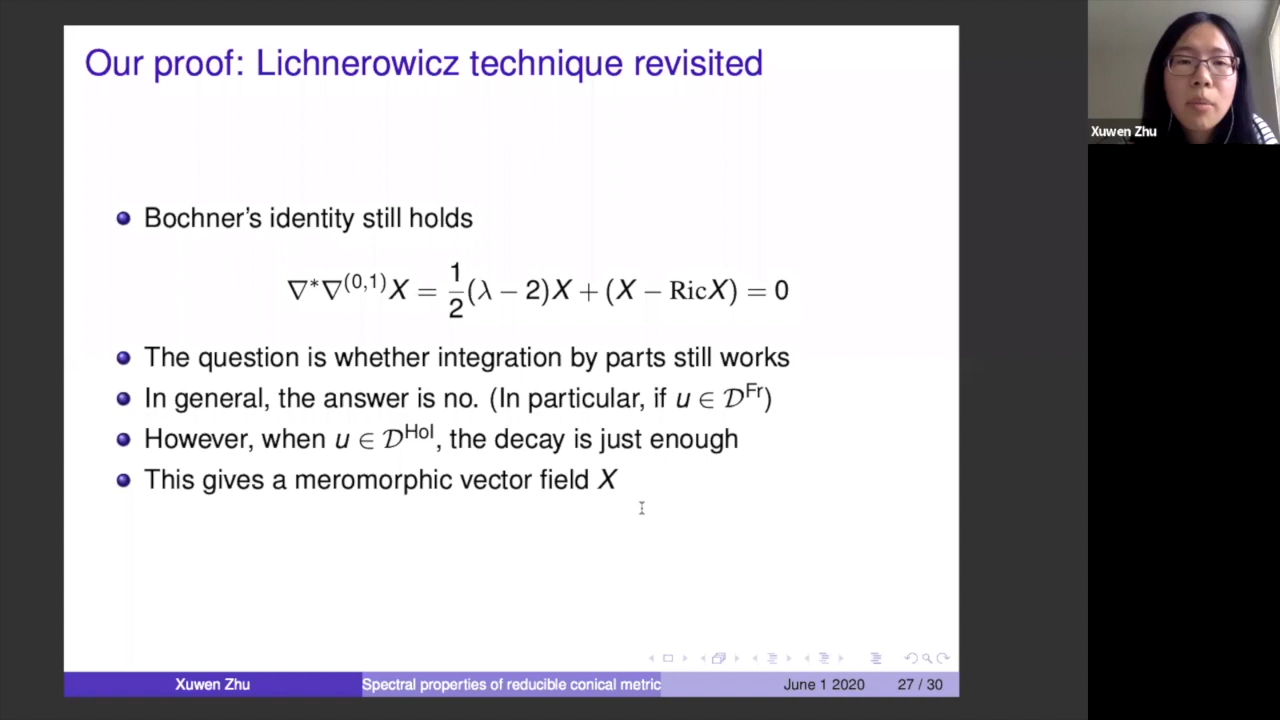 Our proof: Lichnerowicz technique revisited
Bochner's identity still holds
∇*∇^(0,1) X = 1/2 (λ − 2)X + (X − RicX) = 0
The question is whether integration by parts still works
In general, the answer is no. (In particular, if u ∈ 𝒟^Fr)
However, when u ∈ 𝒟^Hol, the decay is just enough
This gives a meromorphic vector field X
Xuwen Zhu
Spectral properties of reducible conical metric
June 1 2020
27 / 30
Xuwen Zhu